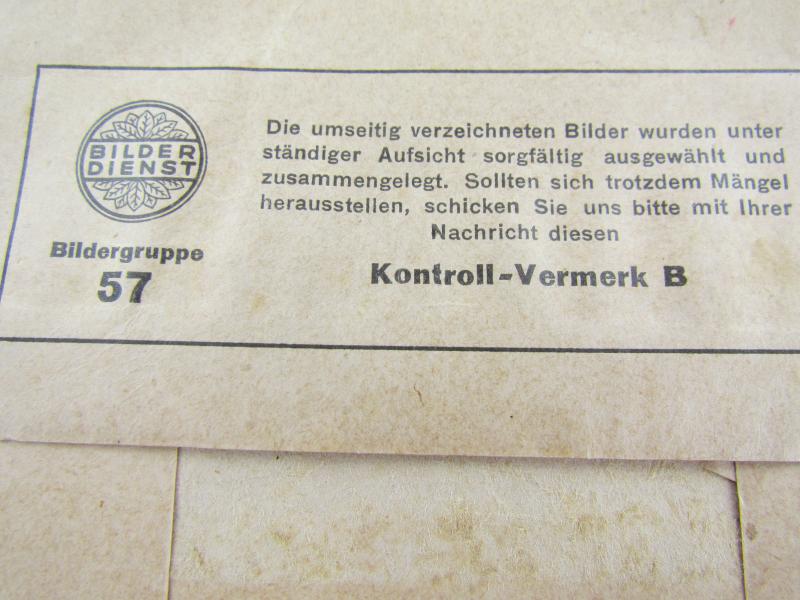 BILDER
DIENST
Bildergruppe
57
Die umseitig verzeichneten Bilder wurden unter
ständiger Aufsicht sorgfältig ausgewählt und
zusammengelegt. Sollten sich trotzdem Mängel
herausstellen, schicken Sie uns bitte mit Ihrer
Nachricht diesen
Kontroll-Vermerk B